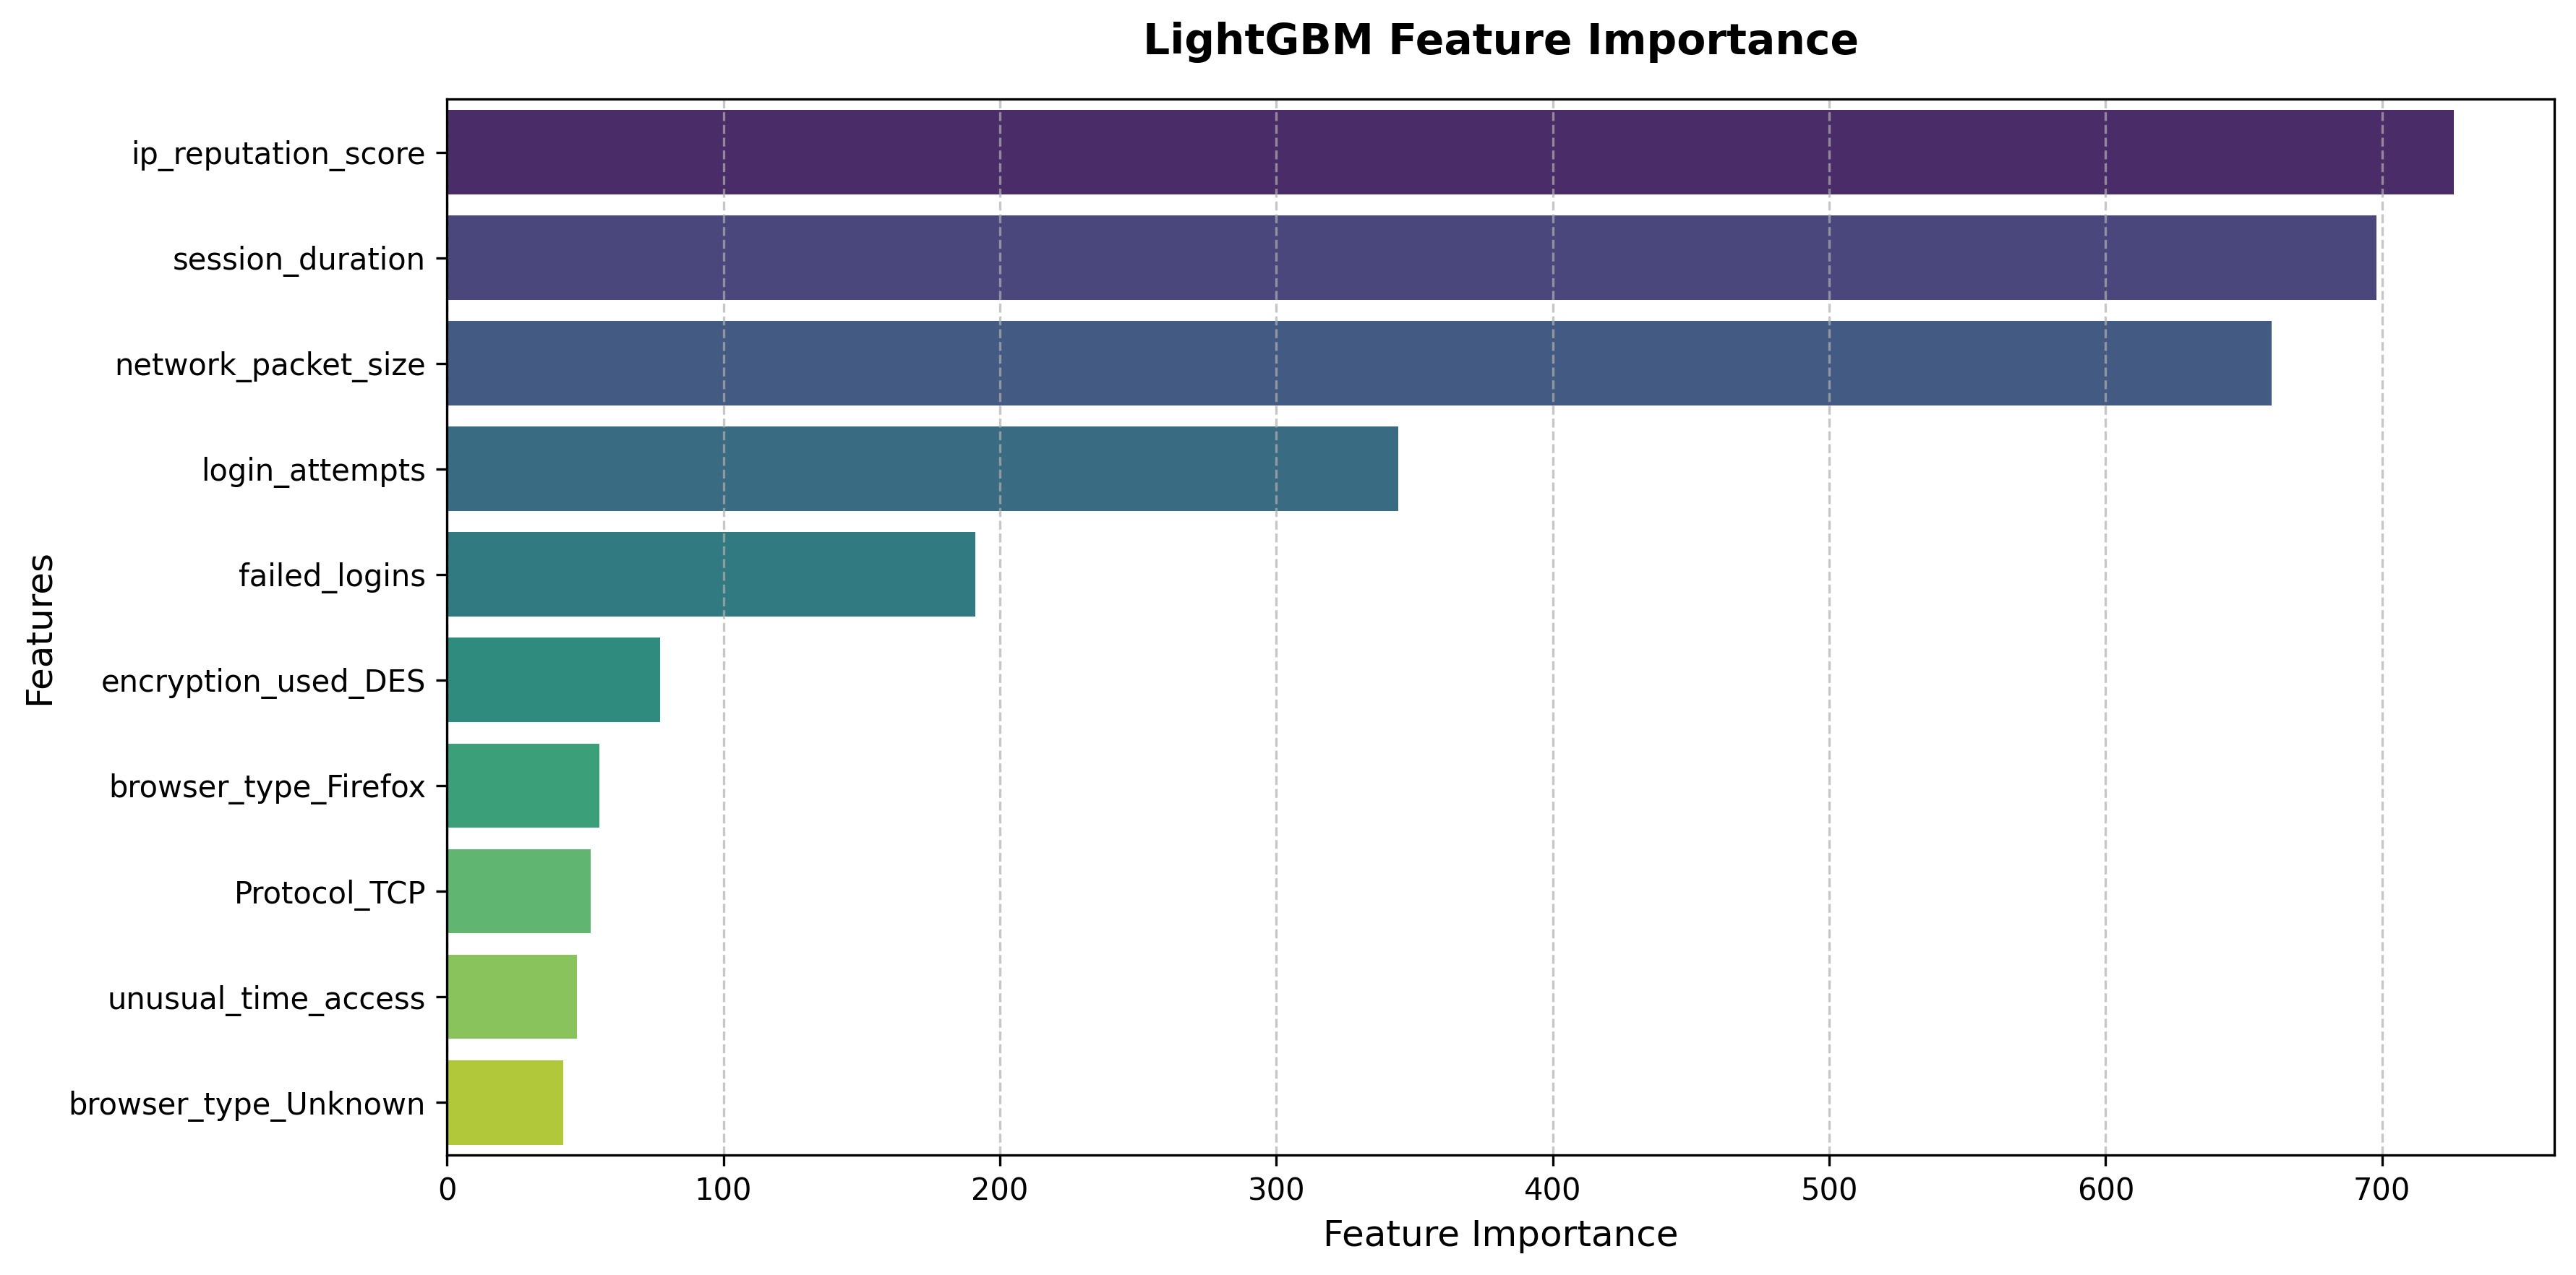 LightGBM Feature Importance
ip_reputation_score
session_duration
network_packet_size
login_attempts
failed_logins
encryption_used_DES
browser_type_Firefox
Protocol_TCP
unusual_time_access
browser_type_Unknown
Features
0 100 200 300 400 500 600 700
Feature Importance